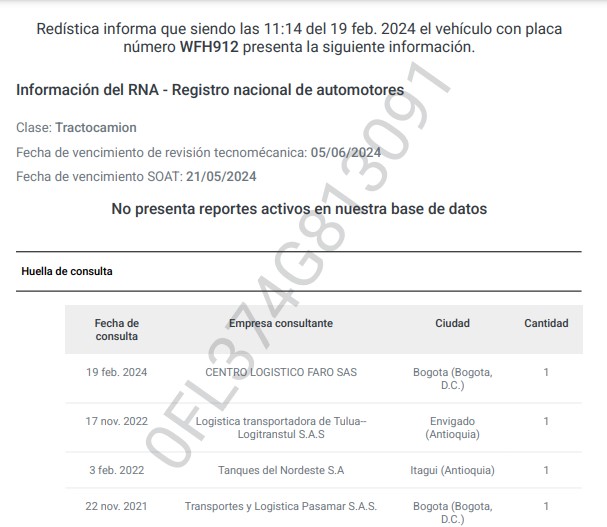 Redística informa que siendo las 11:14 del 19 feb. 2024 el vehículo con placa
número WFH912 presenta la siguiente información.
Información del RNA - Registro nacional de automotores
Clase: Tractocamion
Fecha de vencimiento de revisión tecnomécanica: 05/06/2024
Fecha de vencimiento SOAT: 21/05/2024
No presenta reportes activos en nuestra base de datos
Huella de consulta
Fecha de consulta Empresa consultante Ciudad Cantidad
19 feb. 2024 CENTRO LOGISTICO FARO SAS Bogota (Bogota, D.C.) 1
17 nov. 2022 Logistica transportadora de Tulua–Logitranstul S.A.S Envigado (Antioquia) 1
3 feb. 2022 Tanques del Nordeste S.A Itagui (Antioquia) 1
22 nov. 2021 Transportes y Logistica Pasamar S.A.S. Bogota (Bogota, D.C.) 1
0FL374G813091